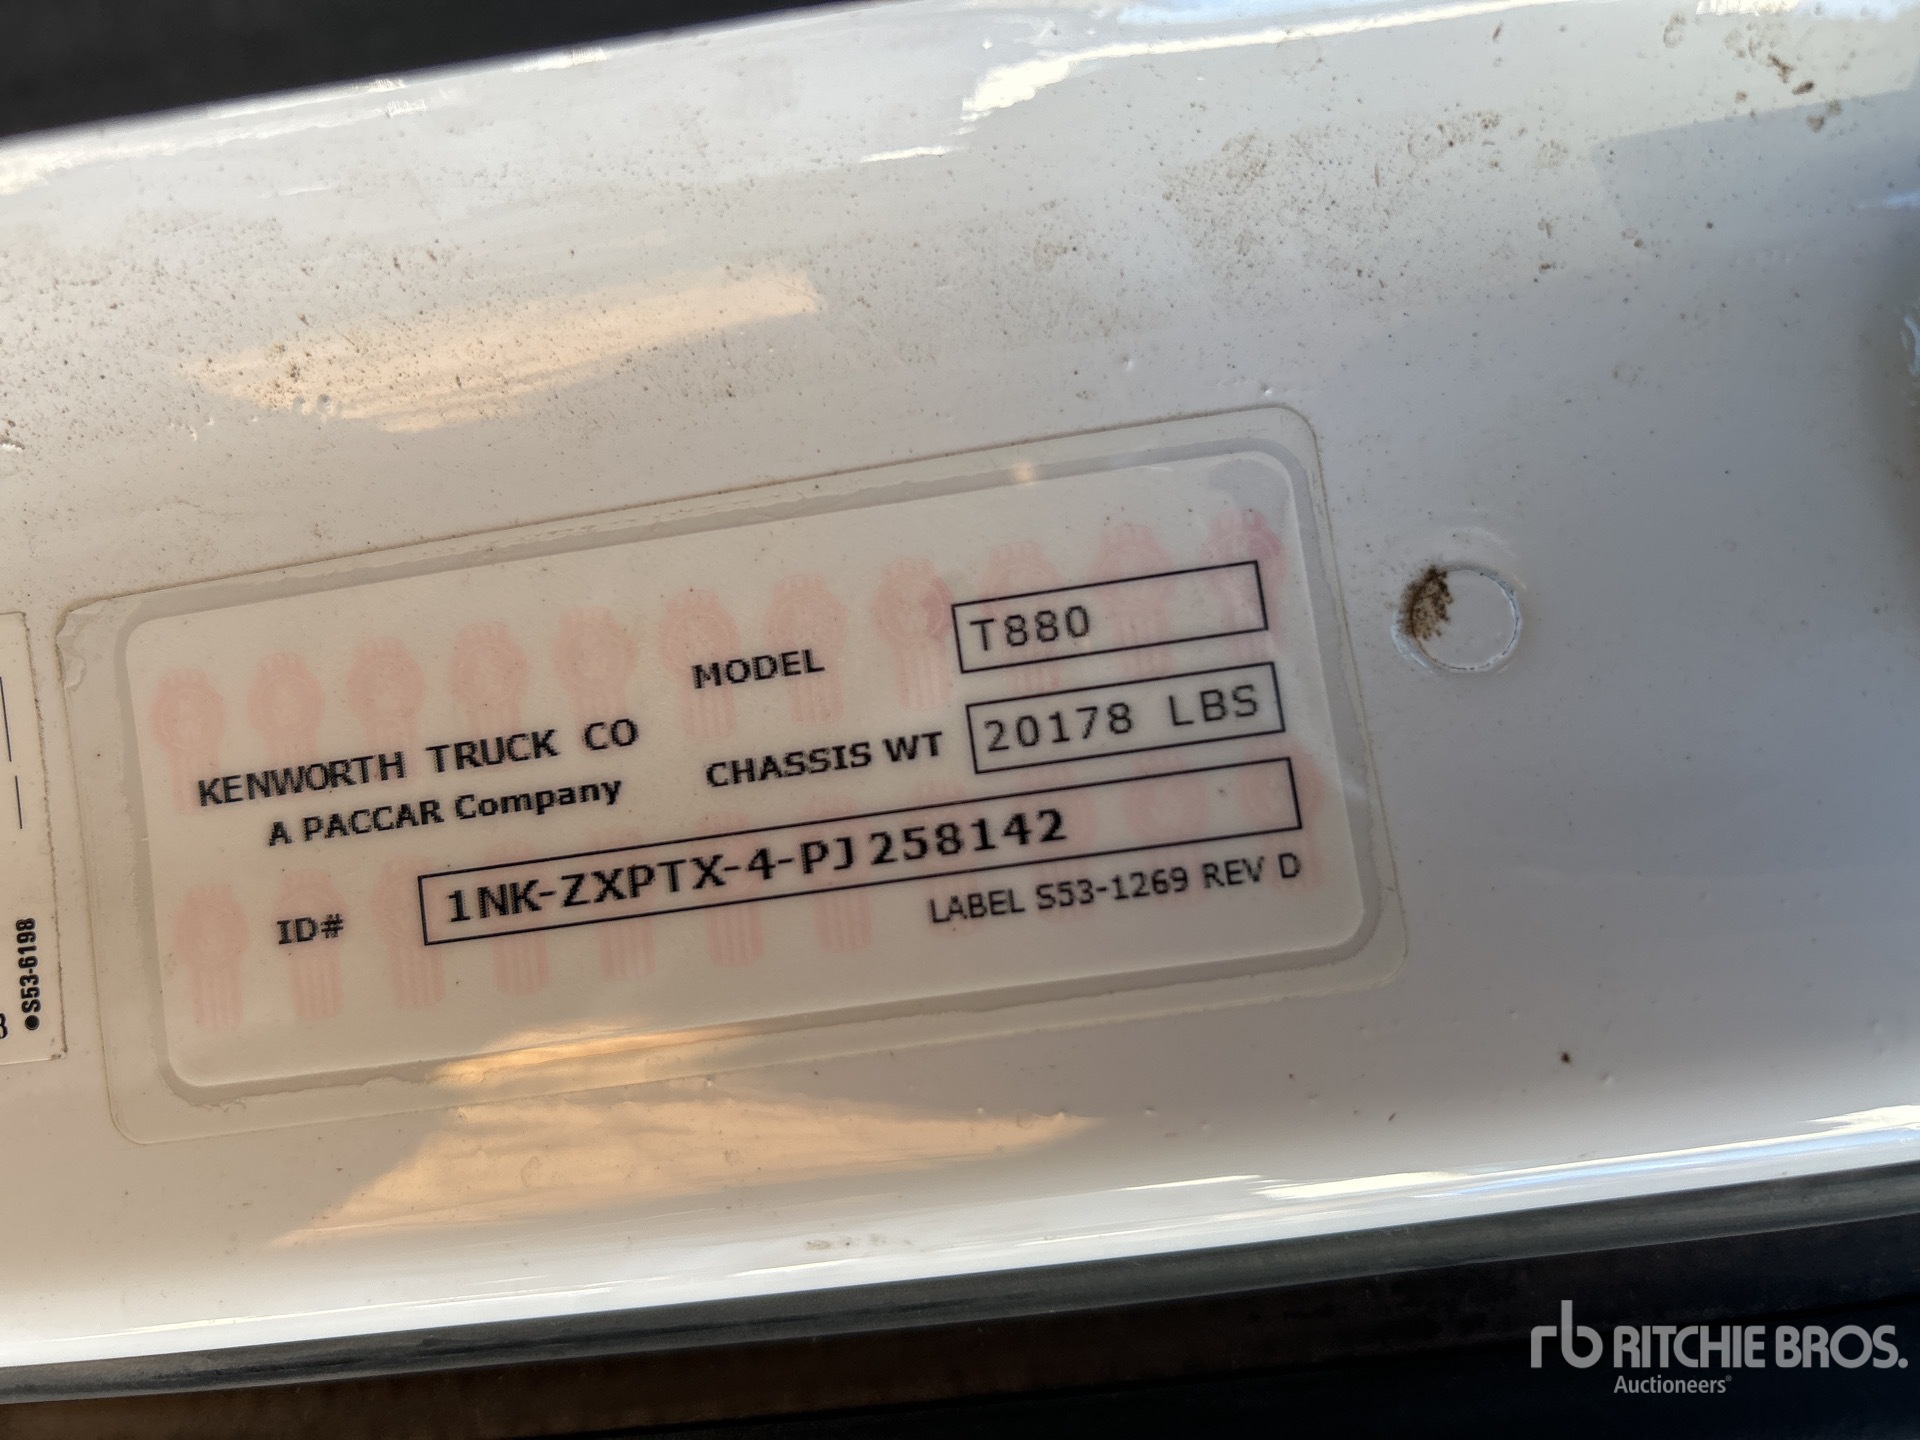 MODEL T880
KENWORTH TRUCK CO
CHASSIS WT 20178 LBS
A PACCAR Company
ID# 1NK-ZXPTX-4-PJ258142
LABEL S53-1269 REV D
●S53-6198
rb RITCHIE BROS.
Auctioneers®